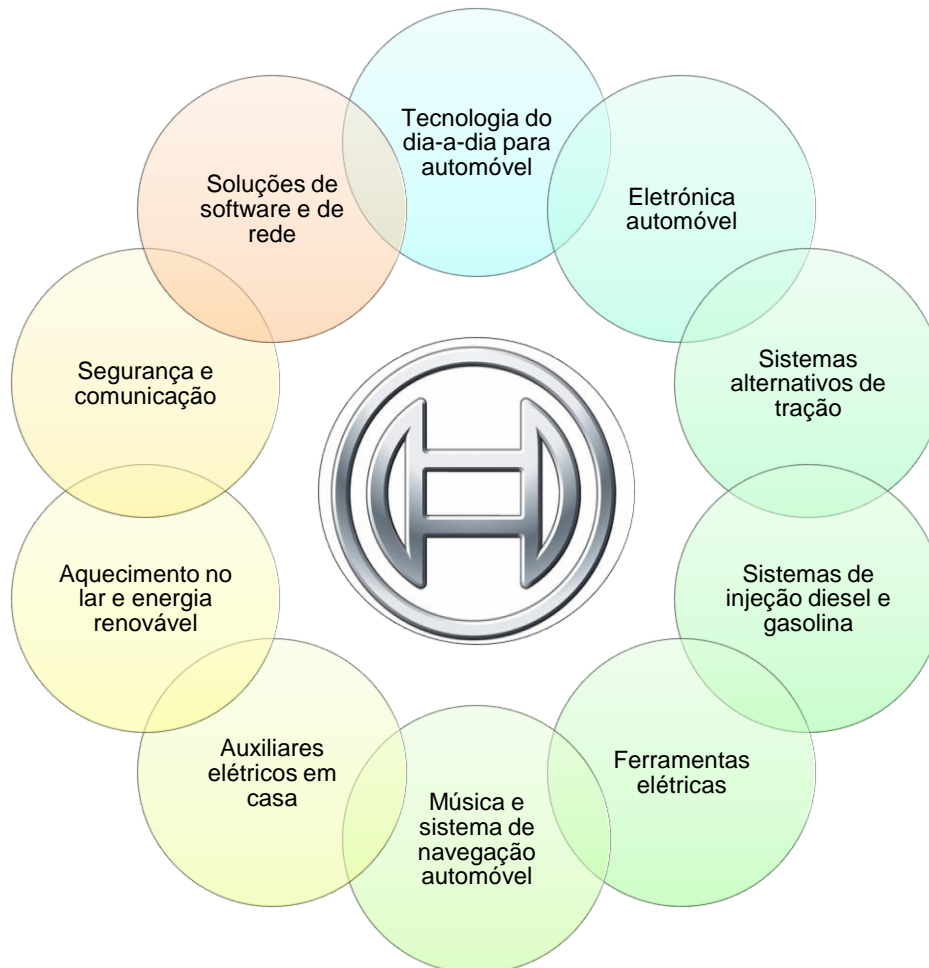 Tecnologia do
dia-a-dia para
automóvel
Eletrónica
automóvel
Sistemas
alternativos de
tração
Sistemas de
injeção diesel e
gasolina
Ferramentas
elétricas
Música e
sistema de
navegação
automóvel
Auxiliares
elétricos em
casa
Aquecimento no
lar e energia
renovável
Segurança e
comunicação
Soluções de
software e de
rede